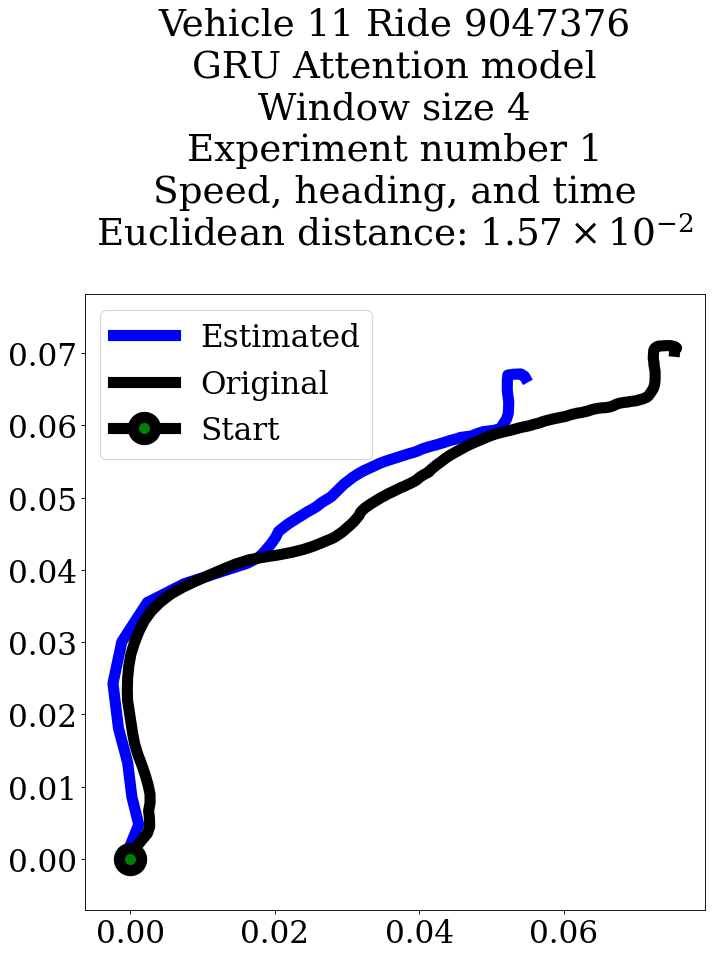 Vehicle 11 Ride 9047376
GRU Attention model
Window size 4
Experiment number 1
Speed, heading, and time
Euclidean distance: 1.57 × 10⁻²
Estimated
Original
Start
0.07
0.06
0.05
0.04
0.03
0.02
0.01
0.00
0.00 0.02 0.04 0.06